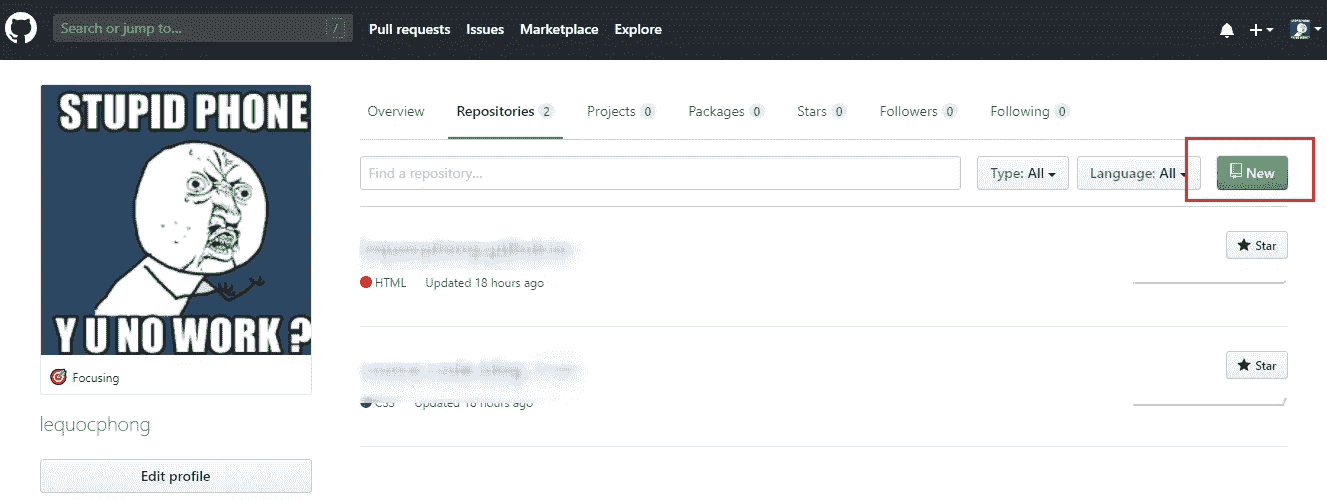 Search or jump to... / Pull requests Issues Marketplace Explore
STUPID PHONE
Y U NO WORK ?
Focusing
lequocphong
Edit profile
Overview Repositories 2 Projects 0 Packages 0 Stars 0 Followers 0 Following 0
Find a repository... Type: All Language: All New
Star
HTML Updated 18 hours ago
Star
CSS Updated 18 hours ago